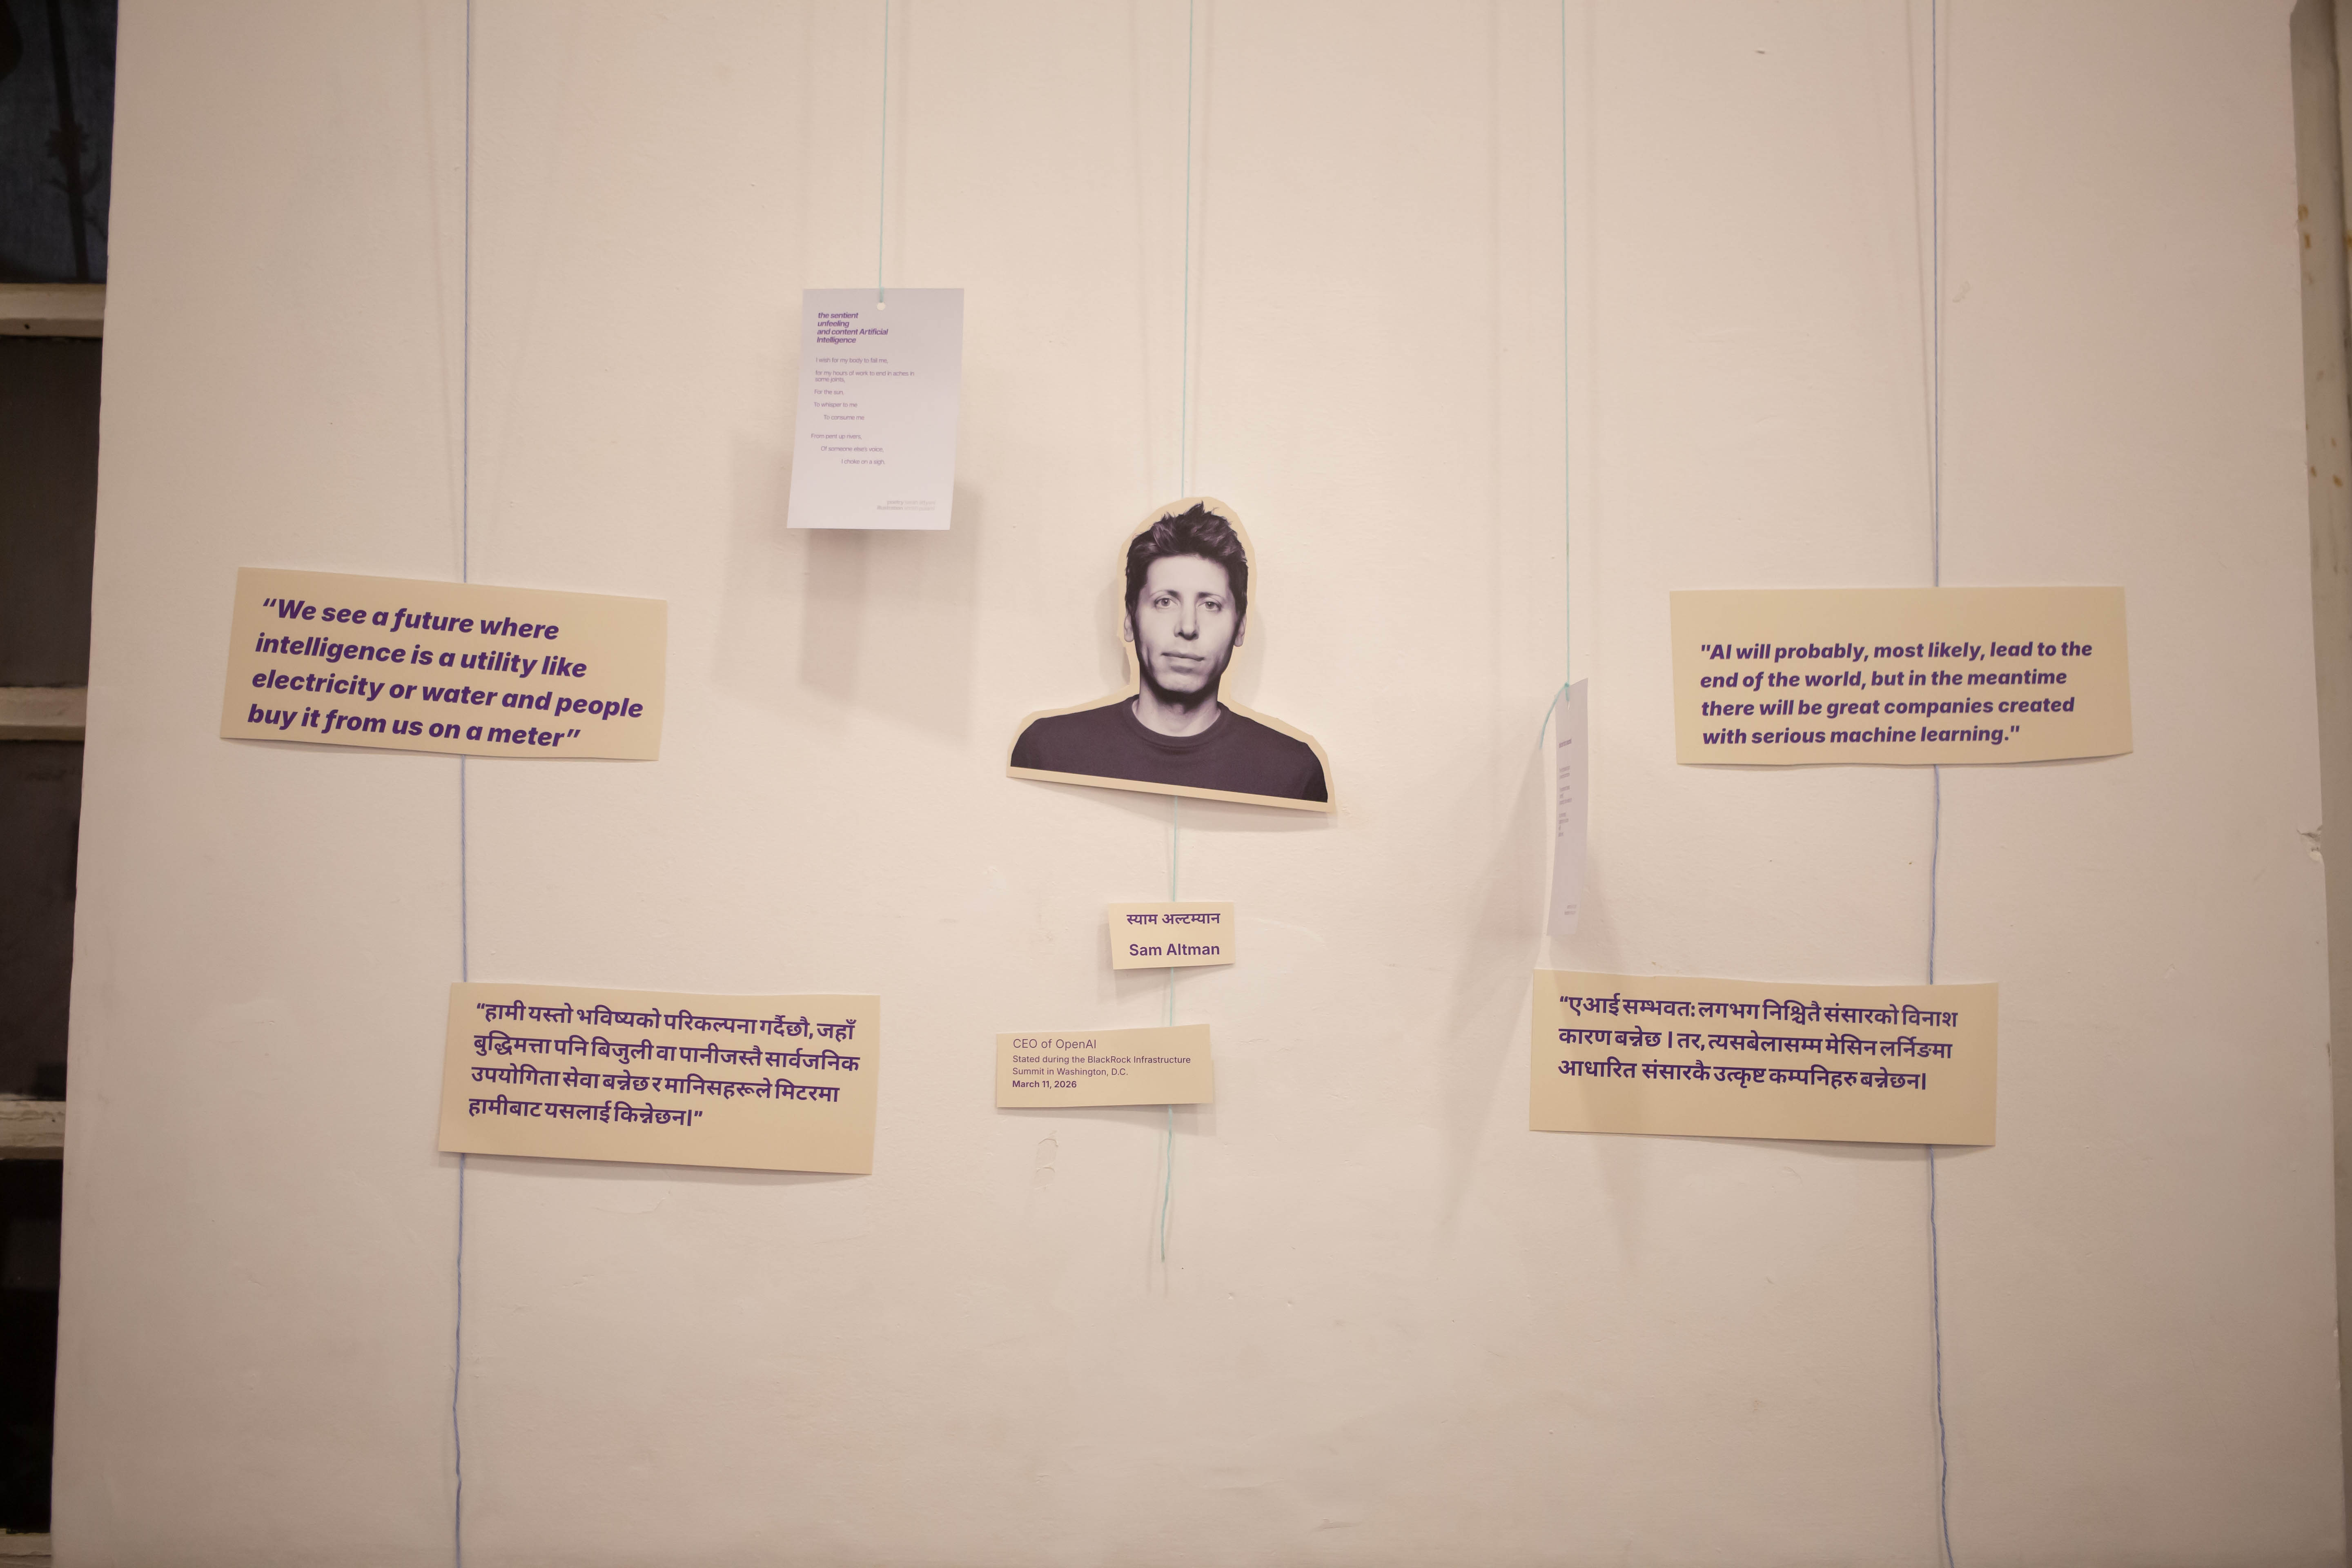 the sentient
unfeeling
and content Artificial
Intelligence
I wish for my body to fail me,
for my hours of work to end in aches in
some joints,
For the sun,
To whisper to me
To consume me
From pent up rivers,
Of someone else's voice,
I choke on a sigh.
“We see a future where
intelligence is a utility like
electricity or water and people
buy it from us on a meter”
"AI will probably, most likely, lead to the
end of the world, but in the meantime
there will be great companies created
with serious machine learning."
स्याम अल्टम्यान
Sam Altman
“हामी यस्तो भविष्यको परिकल्पना गर्दैछौ, जहाँ
बुद्धिमत्ता पनि बिजुली वा पानीजस्तै सार्वजनिक
उपयोगिता सेवा बन्नेछ र मानिसहरूले मिटरमा
हामीबाट यसलाई किन्नेछन।”
CEO of OpenAI
Stated during the BlackRock Infrastructure
Summit in Washington, D.C.
March 11, 2026
“एआई सम्भवत: लगभग निश्चितै संसारको विनाश
कारण बन्नेछ । तर, त्यसबेलासम्म मेसिन लर्निङमा
आधारित संसारकै उत्कृष्ट कम्पनिहरु बन्नेछन।